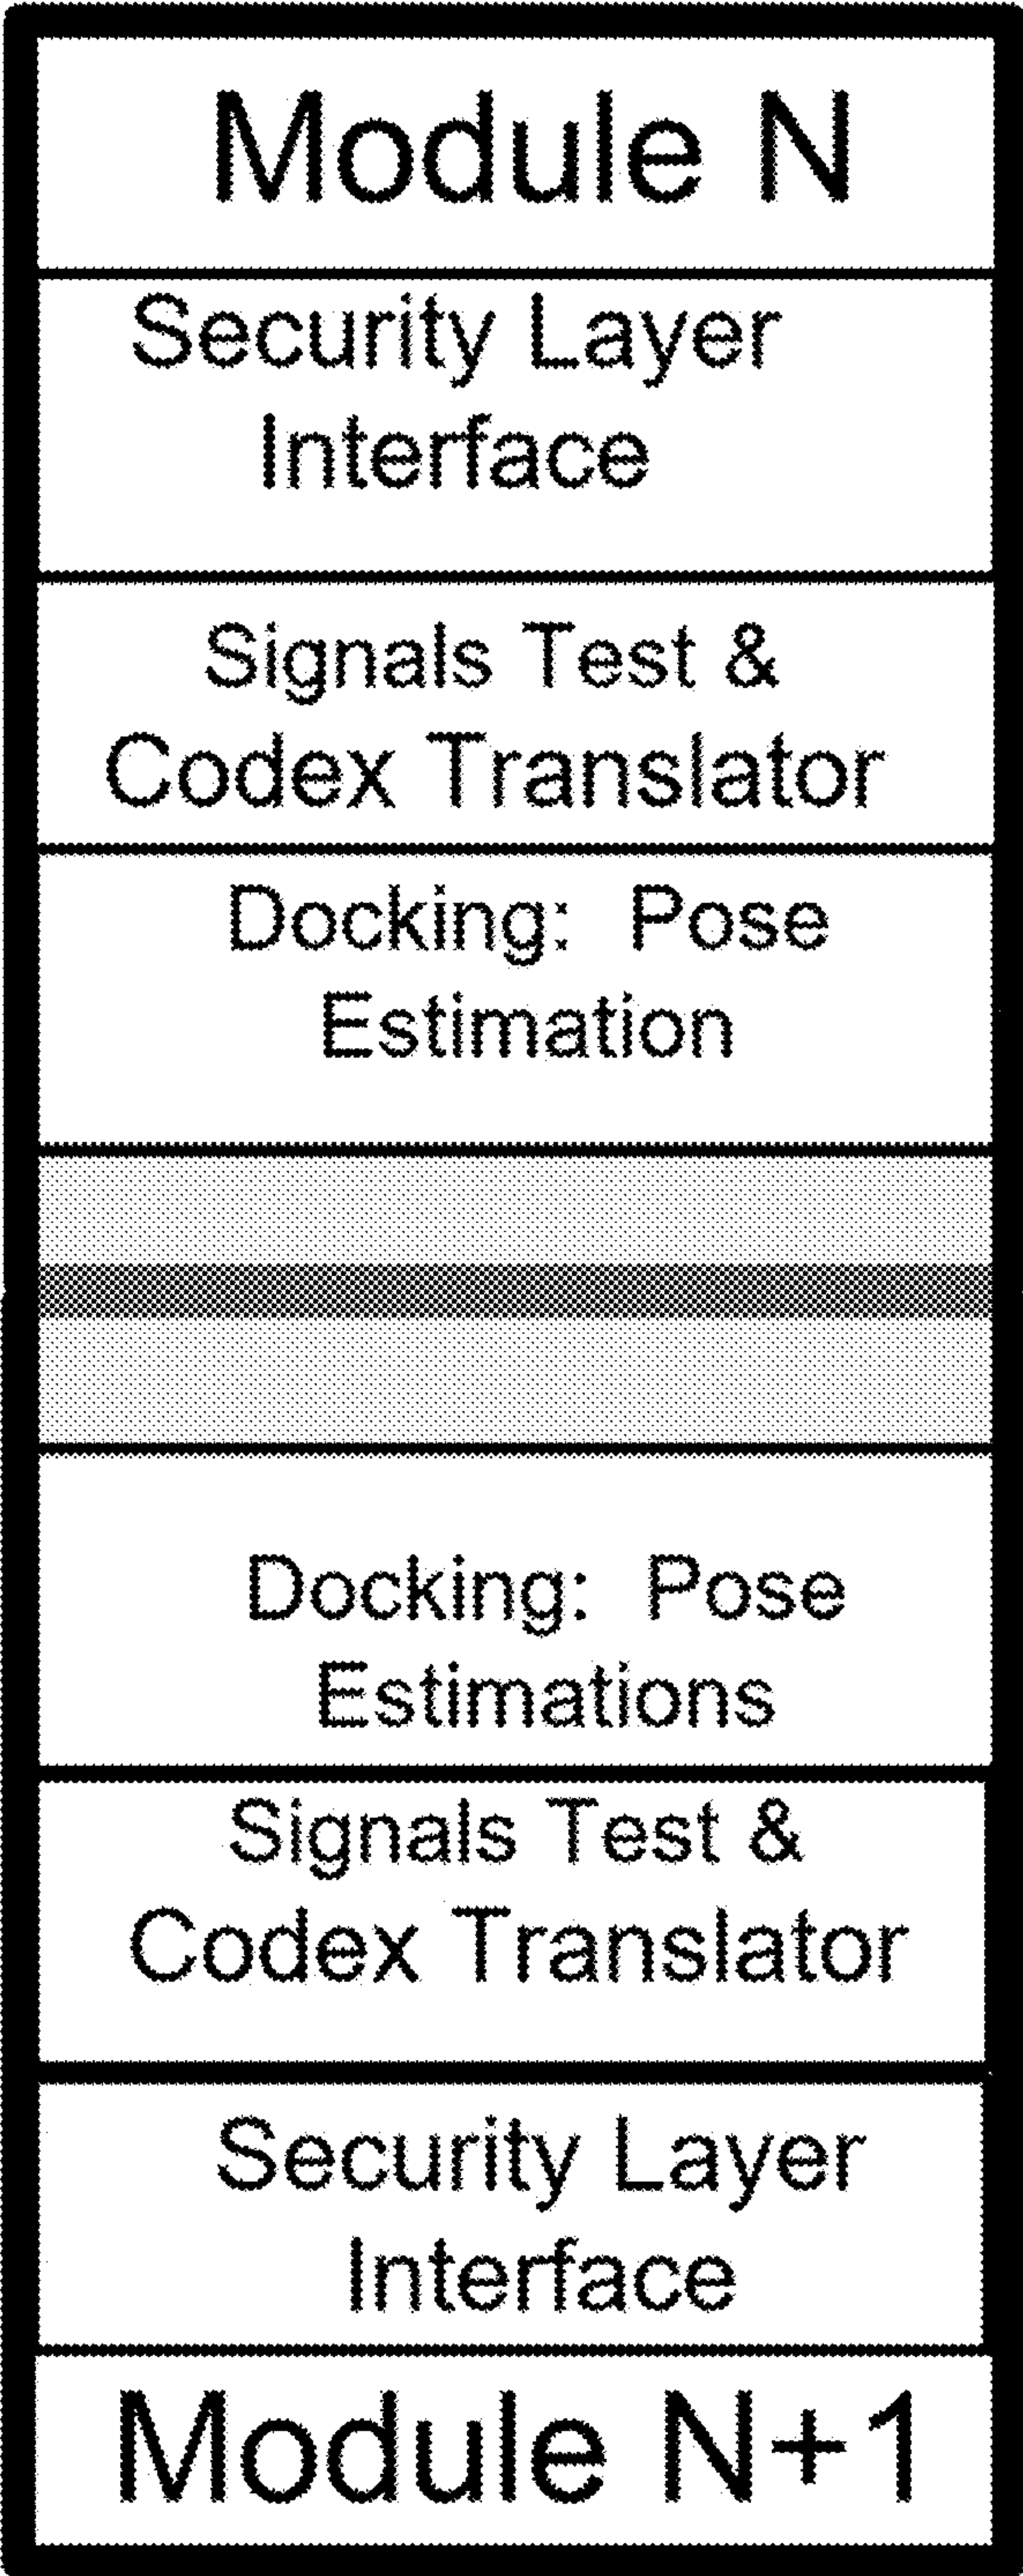 Module N
Security Layer
Interface
Signals Test &
Codex Translator
Docking: Pose
Estimation
Docking: Pose
Estimations
Signals Test &
Codex Translator
Security Layer
Interface
Module N+1